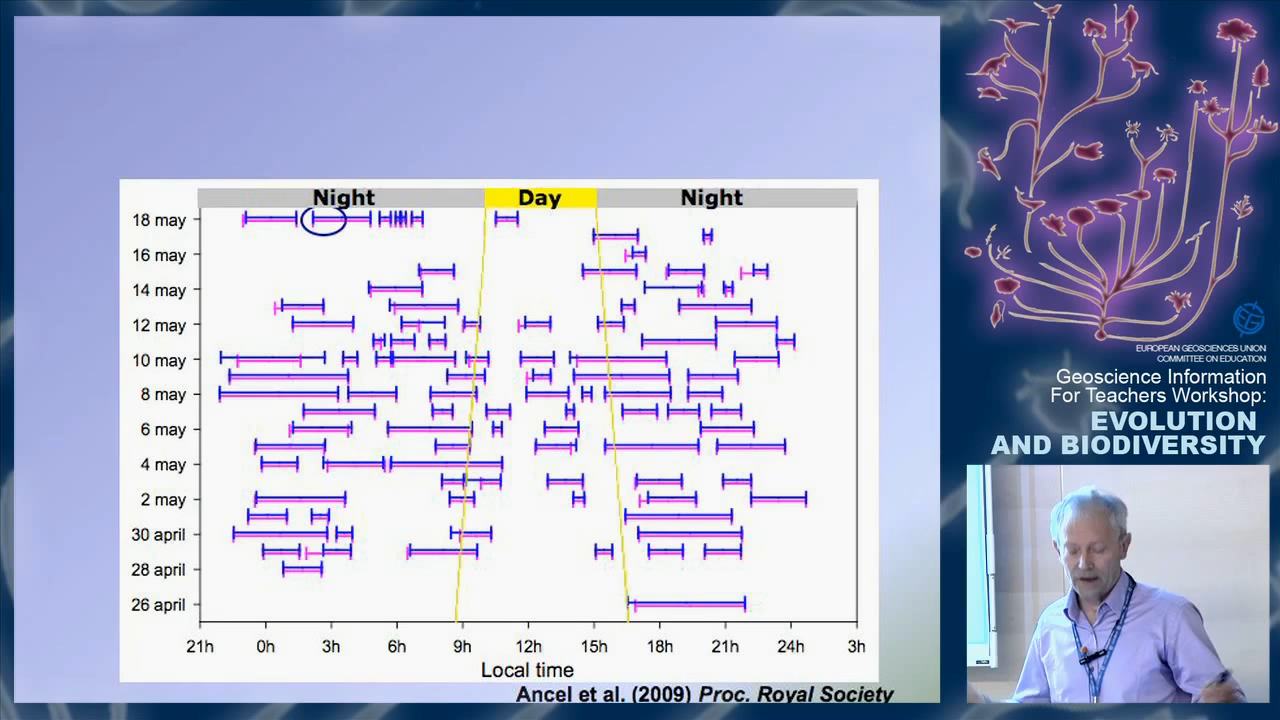 Night Day Night
18 may
16 may
14 may
12 may
10 may
8 may
6 may
4 may
2 may
30 april
28 april
26 april
21h 0h 3h 6h 9h 12h 15h 18h 21h 24h 3h
Local time
Ancel et al. (2009) Proc. Royal Society
EUROPEAN GEOSCIENCES UNION
COMMITTEE ON EDUCATION
Geoscience Information
For Teachers Workshop:
EVOLUTION
AND BIODIVERSITY